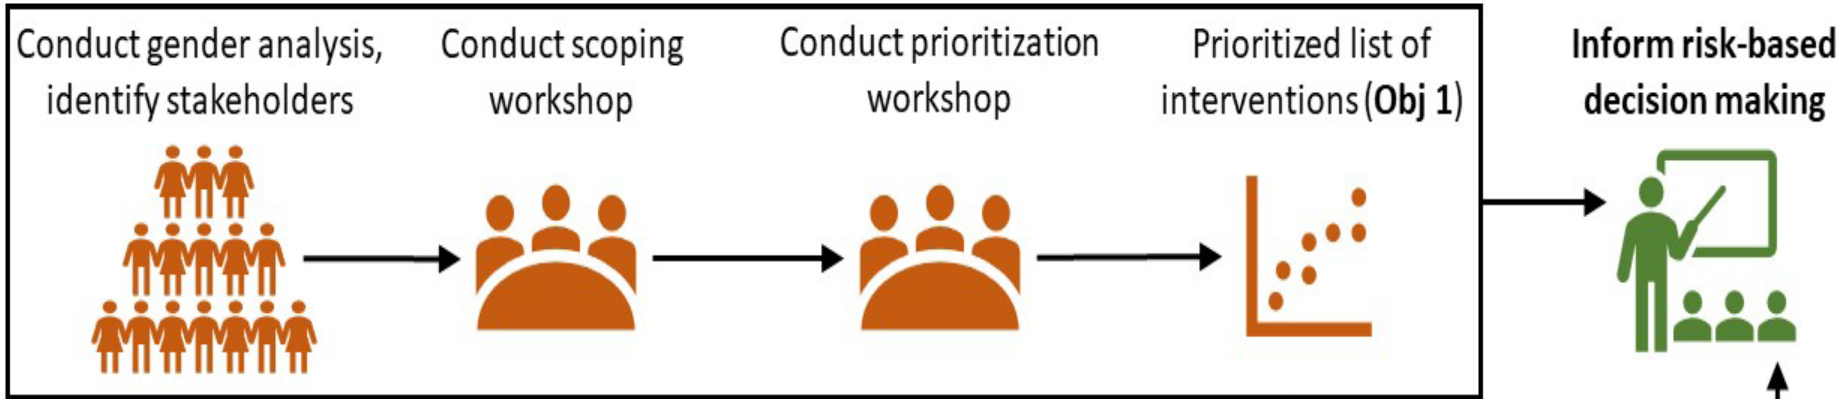 Conduct gender analysis,
identify stakeholders
Conduct scoping
workshop
Conduct prioritization
workshop
Prioritized list of
interventions (Obj 1)
Inform risk-based
decision making